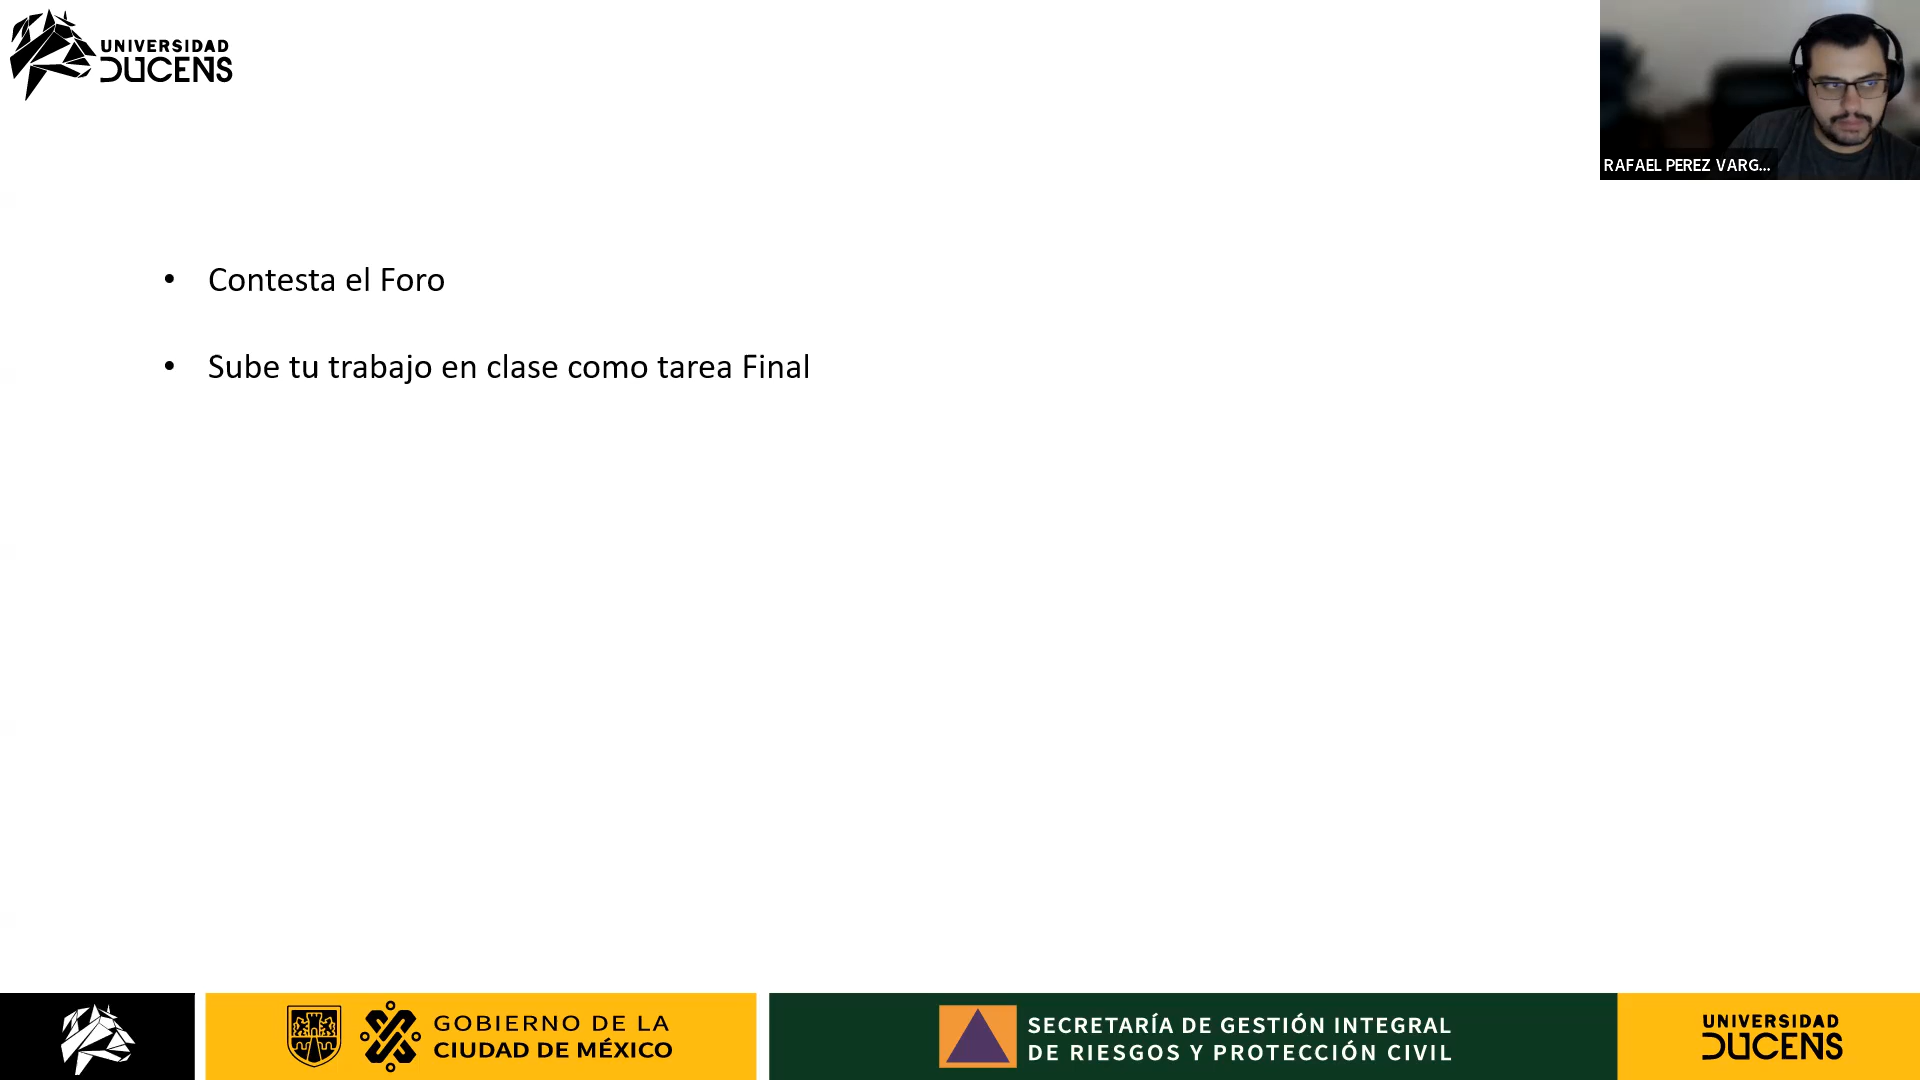 UNIVERSIDAD
DUCENS
RAFAEL PEREZ VARG...
• Contesta el Foro
• Sube tu trabajo en clase como tarea Final
GOBIERNO DE LA
CIUDAD DE MÉXICO
SECRETARÍA DE GESTIÓN INTEGRAL
DE RIESGOS Y PROTECCIÓN CIVIL
UNIVERSIDAD
DUCENS